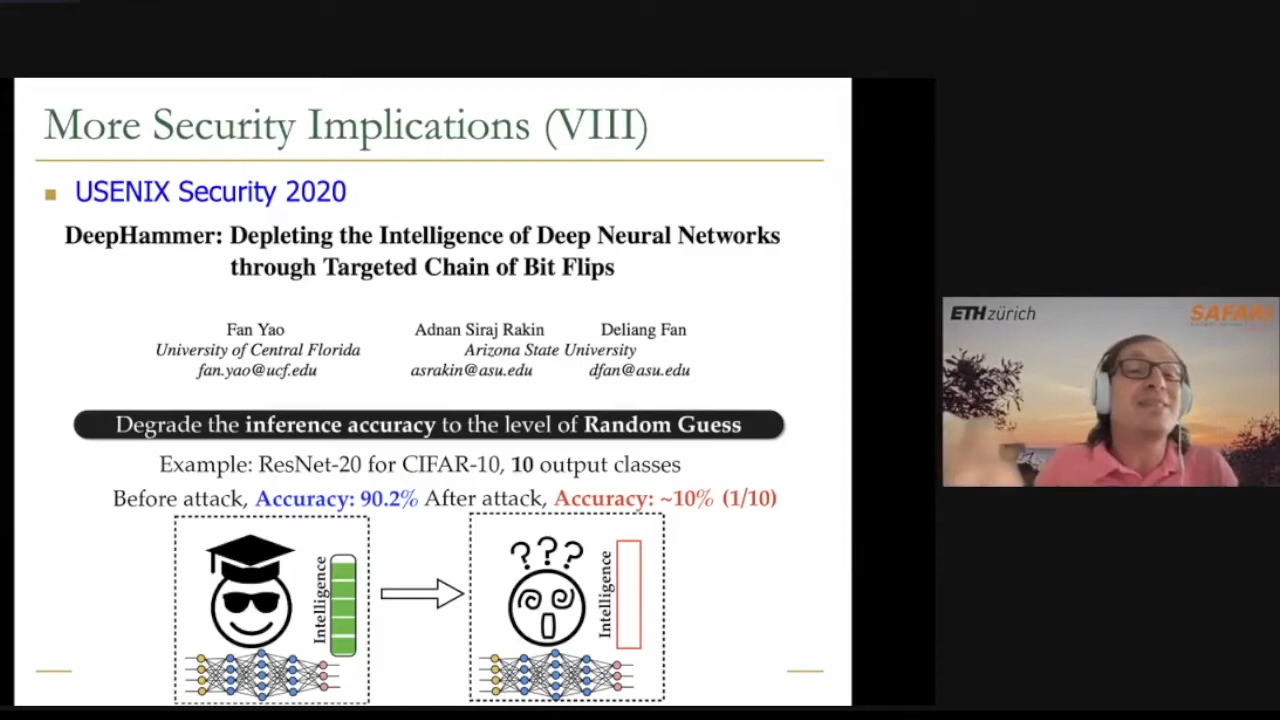 More Security Implications (VIII)
USENIX Security 2020
DeepHammer: Depleting the Intelligence of Deep Neural Networks
through Targeted Chain of Bit Flips
Fan Yao
University of Central Florida
fan.yao@ucf.edu
Adnan Siraj Rakin Deliang Fan
Arizona State University
asrakin@asu.edu dfan@asu.edu
Degrade the inference accuracy to the level of Random Guess
Example: ResNet-20 for CIFAR-10, 10 output classes
Before attack, Accuracy: 90.2% After attack, Accuracy: ~10% (1/10)
Intelligence
? ? ?
Intelligence
ETH zürich
SAFARI